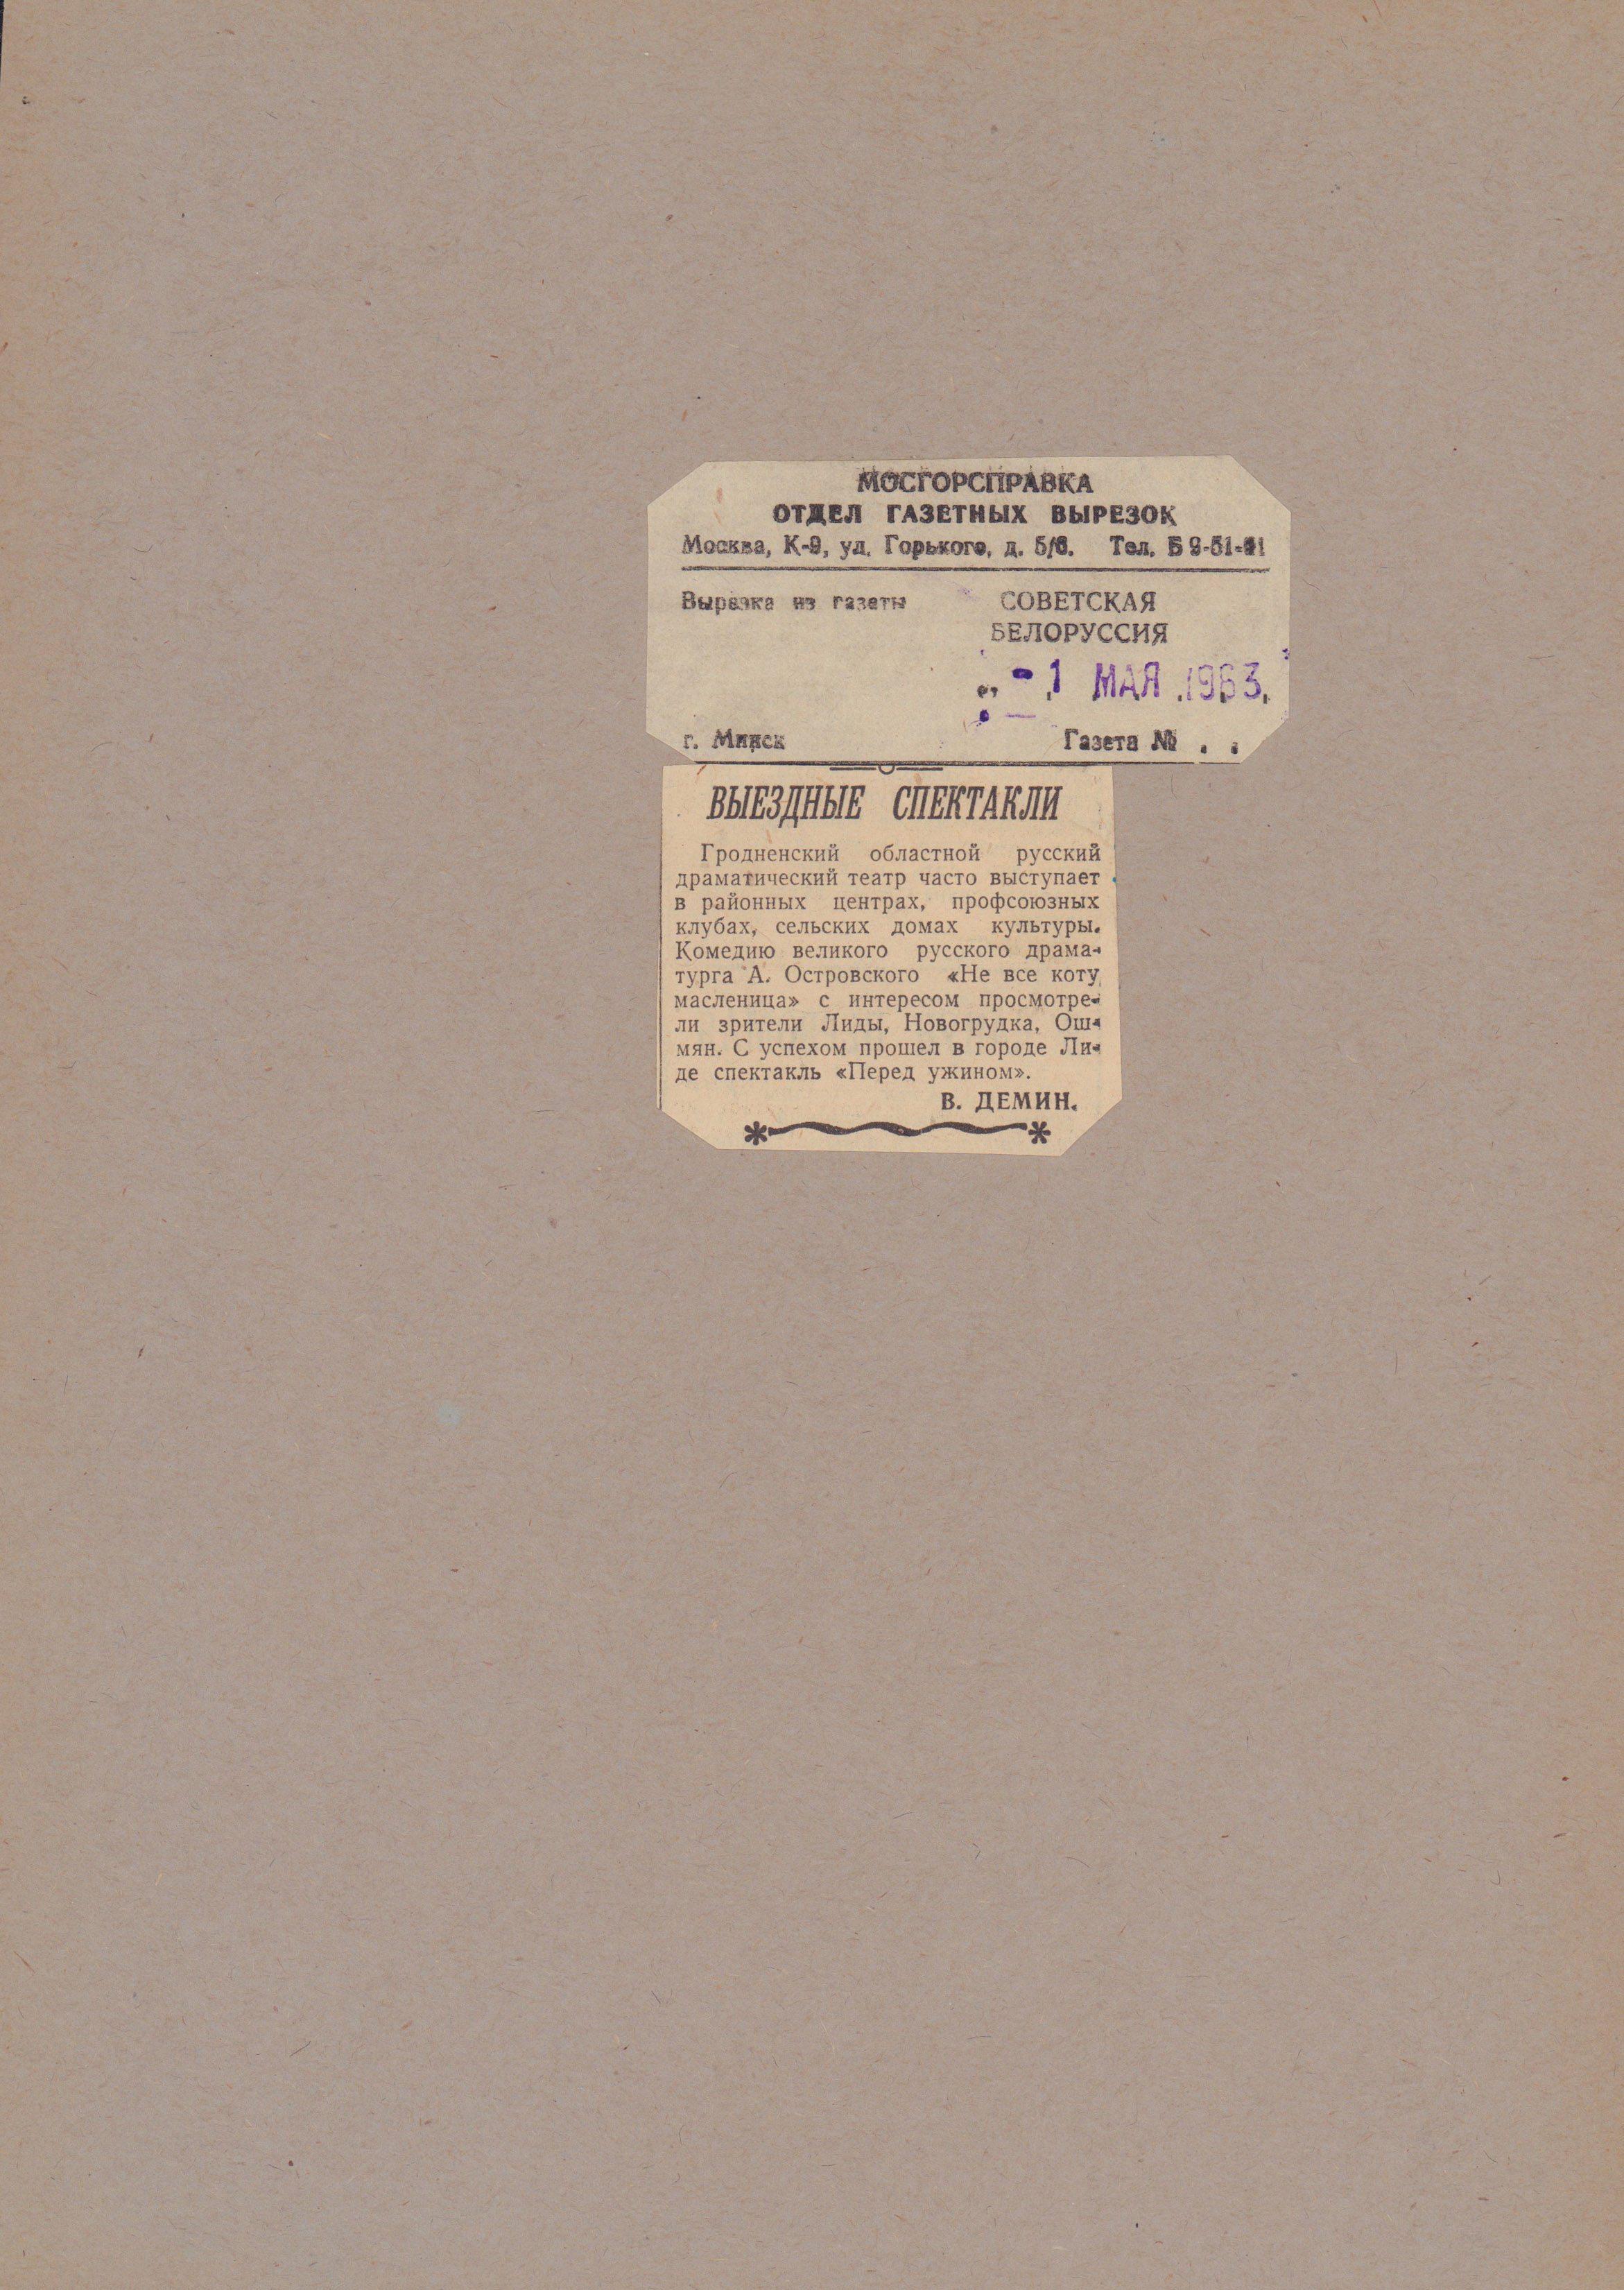 МОСГОРСПРАВКА
ОТДЕЛ ГАЗЕТНЫХ ВЫРЕЗОК
Москва, К-9, ул. Горького, д. 5/6. Тел. Б 9-51-61
Вырезка из газеты
СОВЕТСКАЯ
БЕЛОРУССИЯ
-1 МАЯ 1963
г. Минск Газета № . .
ВЫЕЗДНЫЕ СПЕКТАКЛИ
Гродненский областной русский
драматический театр часто выступает
в районных центрах, профсоюзных
клубах, сельских домах культуры.
Комедию великого русского драма-
турга А. Островского «Не все коту
масленица» с интересом просмотре-
ли зрители Лиды, Новогрудка, Ош-
мян. С успехом прошел в городе Ли-
де спектакль «Перед ужином».
В. ДЕМИН.